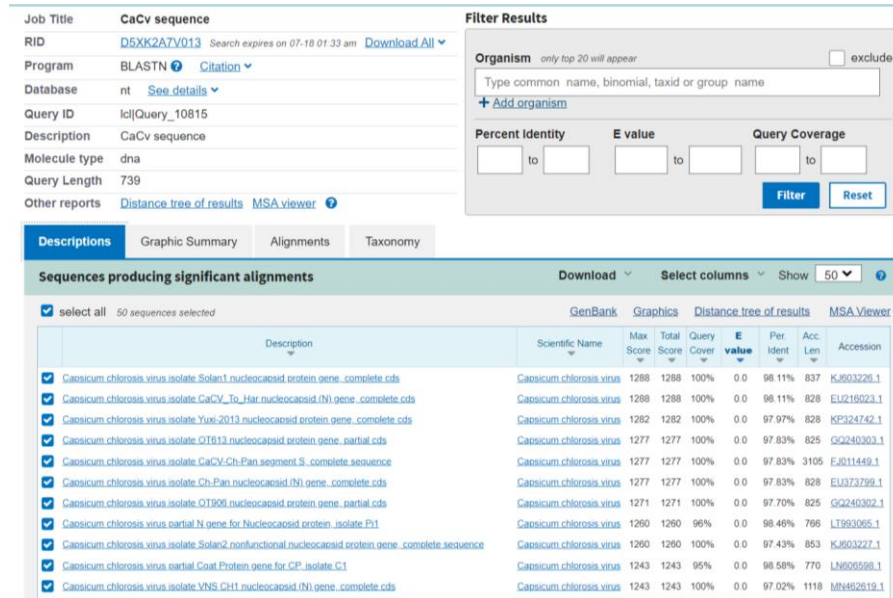 Job Title CaCv sequence
RID D5XK2A7V013 Search expires on 07-18 01:33 am Download All
Program BLASTN ? Citation
Database nt See details
Query ID lcl|Query_10815
Description CaCv sequence
Molecule type dna
Query Length 739
Other reports Distance tree of results MSA viewer ?
Filter Results
Organism only top 20 will appear exclude
Type common name, binomial, taxid or group name
+ Add organism
Percent Identity E value Query Coverage
to to to
Filter Reset
Descriptions Graphic Summary Alignments Taxonomy
Sequences producing significant alignments Download Select columns Show 50 ?
select all 50 sequences selected GenBank Graphics Distance tree of results MSA Viewer
Description Scientific Name Max Score Total Score Query Cover E value Per. Ident Acc. Len Accession
Capsicum chlorosis virus isolate Solan1 nucleocapsid protein gene, complete cds Capsicum chlorosis virus 1288 1288 100% 0.0 98.11% 837 KJ603226.1
Capsicum chlorosis virus isolate CaCV_To_Har nucleocapsid (N) gene, complete cds Capsicum chlorosis virus 1288 1288 100% 0.0 98.11% 828 EU216023.1
Capsicum chlorosis virus isolate Yuxi-2013 nucleocapsid protein gene, complete cds Capsicum chlorosis virus 1282 1282 100% 0.0 97.97% 828 KP324742.1
Capsicum chlorosis virus isolate OT613 nucleocapsid protein gene, partial cds Capsicum chlorosis virus 1277 1277 100% 0.0 97.83% 825 GQ240303.1
Capsicum chlorosis virus isolate CaCV-Ch-Pan segment S, complete sequence Capsicum chlorosis virus 1277 1277 100% 0.0 97.83% 3105 FJ011449.1
Capsicum chlorosis virus isolate Ch-Pan nucleocapsid (N) gene, complete cds Capsicum chlorosis virus 1277 1277 100% 0.0 97.83% 828 EU373799.1
Capsicum chlorosis virus isolate OT906 nucleocapsid protein gene, partial cds Capsicum chlorosis virus 1271 1271 100% 0.0 97.70% 825 GQ240302.1
Capsicum chlorosis virus partial N gene for Nucleocapsid protein, isolate Pi1 Capsicum chlorosis virus 1260 1260 96% 0.0 98.46% 766 LT993065.1
Capsicum chlorosis virus isolate Solan2 nonfunctional nucleocapsid protein gene, complete sequence Capsicum chlorosis virus 1260 1260 100% 0.0 97.43% 853 KJ603227.1
Capsicum chlorosis virus partial Coat Protein gene for CP, isolate C1 Capsicum chlorosis virus 1243 1243 95% 0.0 98.58% 770 LN606598.1
Capsicum chlorosis virus isolate VNS CH1 nucleocapsid (N) gene, complete cds Capsicum chlorosis virus 1243 1243 100% 0.0 97.02% 1118 MN462619.1